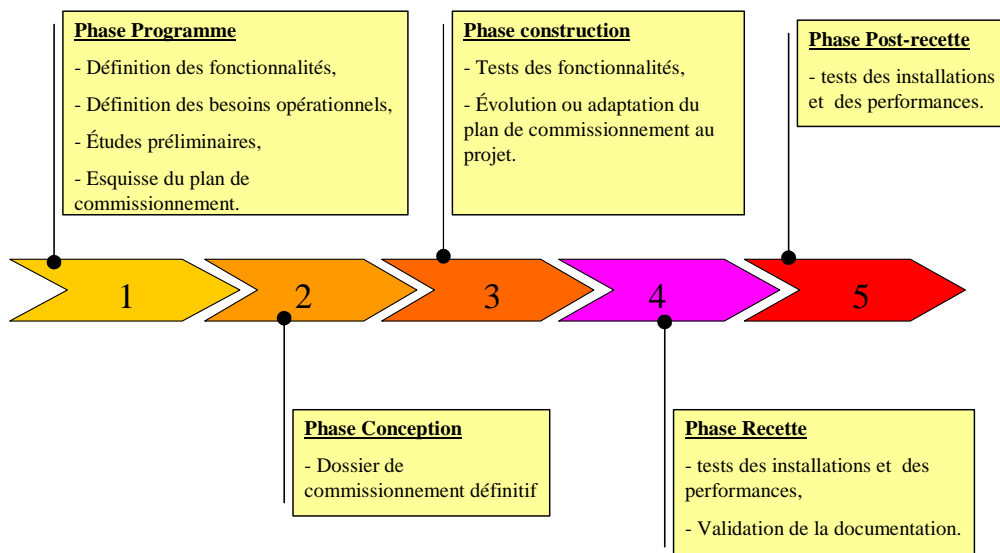 Phase Programme
- Définition des fonctionnalités,
- Définition des besoins opérationnels,
- Études préliminaires,
- Esquisse du plan de
commissionnement.
Phase construction
- Tests des fonctionnalités,
- Évolution ou adaptation du
plan de commissionnement au
projet.
Phase Post-recette
- tests des installations
et des performances.
1
2
3
4
5
Phase Conception
- Dossier de
commissionnement définitif
Phase Recette
- tests des installations et des
performances,
- Validation de la documentation.